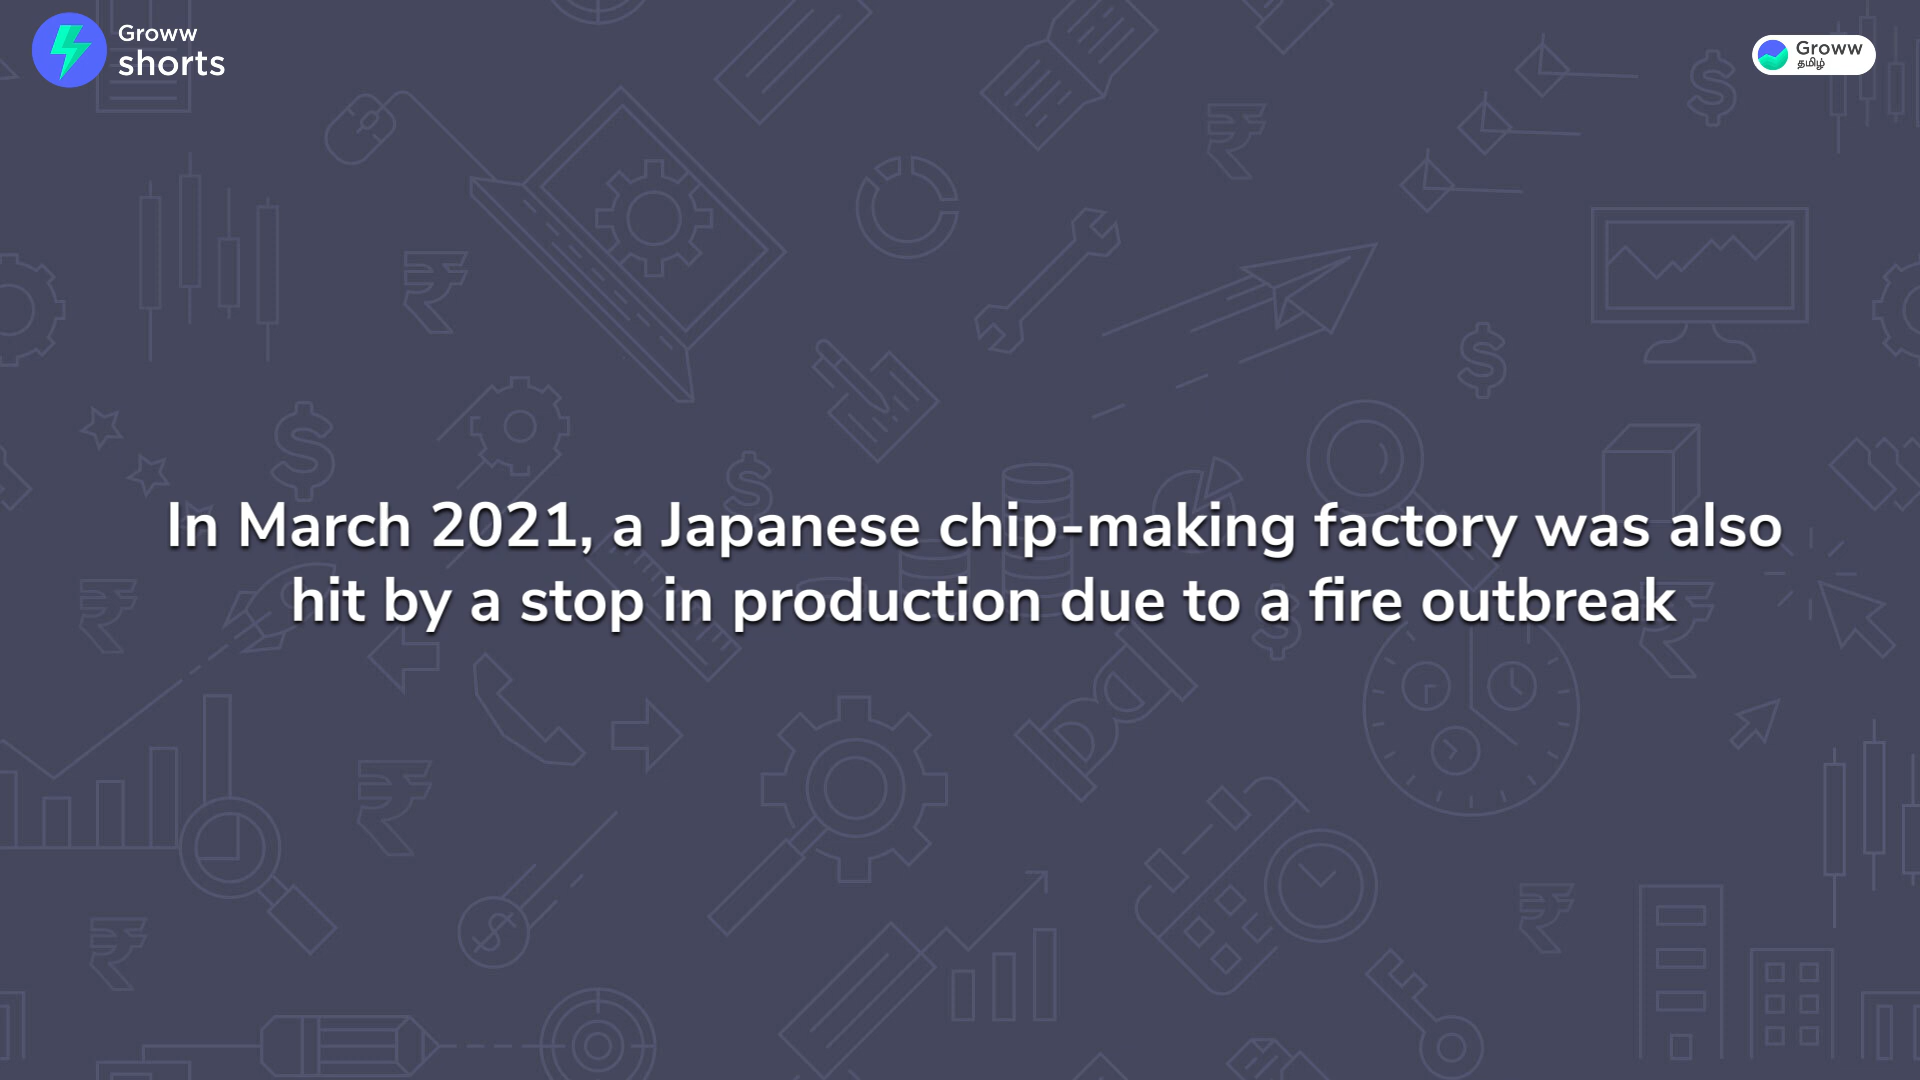 Groww
shorts
Groww
தமிழ்
In March 2021, a Japanese chip-making factory was also
hit by a stop in production due to a fire outbreak